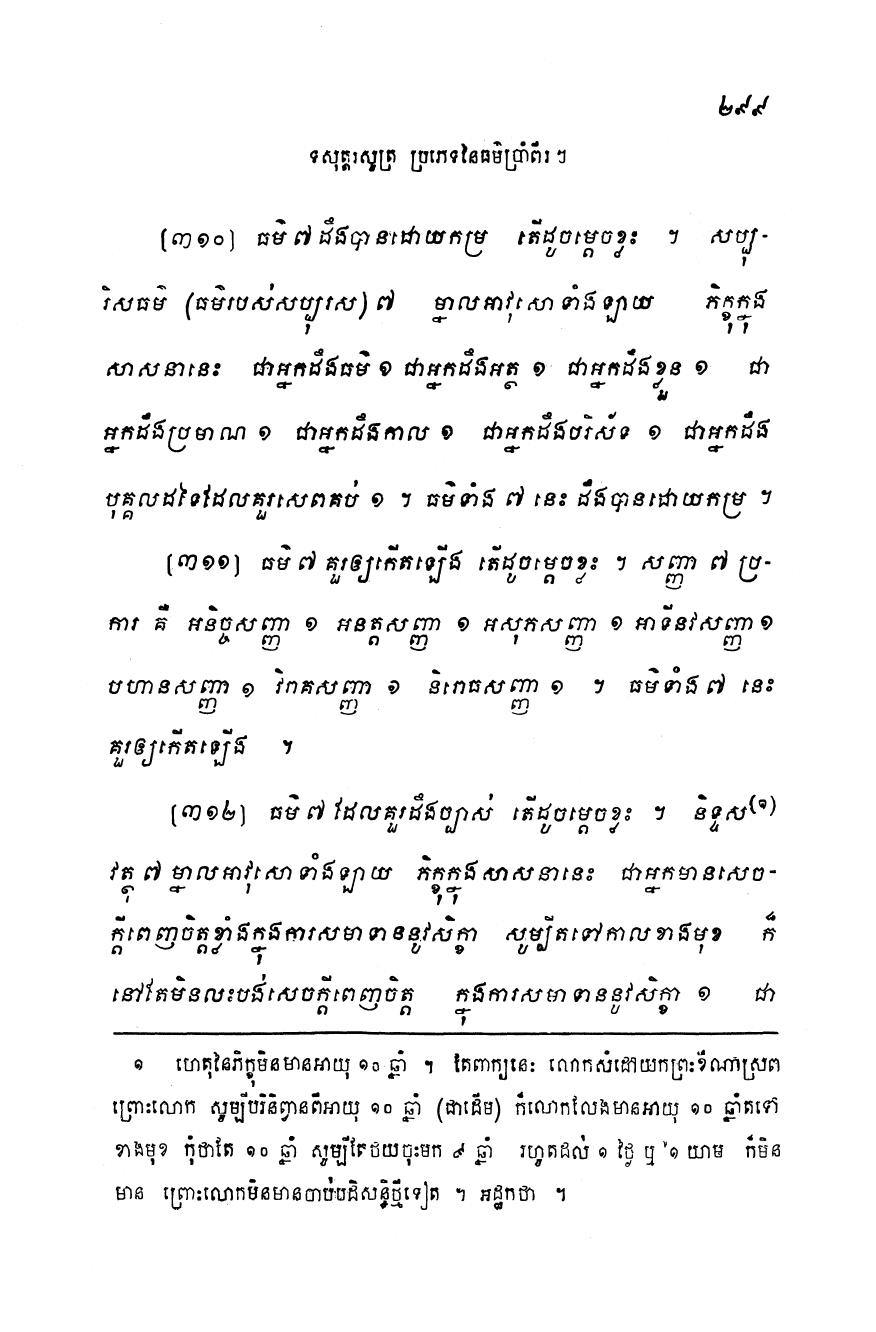 ២៩៩
ទសុត្តរសូត្រ ប្រភេទនៃធម៌ប្រាំពីរ ។
(៣១០) ធម៌ ៧ ដឹងបានដោយកម្រ តើដូចម្តេចខ្លះ ។ សប្បុ-
រិសធម៌ (ធម៌របស់សប្បុរស) ៧ ម្នាលអាវុសោទាំងឡាយ ភិក្ខុក្នុង
សាសនានេះ ជាអ្នកដឹងធម៌ ១ ជាអ្នកដឹងអត្ថ ១ ជាអ្នកដឹងខ្លួន ១ ជា
អ្នកដឹងប្រមាណ ១ ជាអ្នកដឹងកាល ១ ជាអ្នកដឹងបរិស័ទ ១ ជាអ្នកដឹង
បុគ្គលដទៃដែលគួរសេពគប់ ១ ។ ធម៌ទាំង ៧ នេះ ដឹងបានដោយកម្រ ។
(៣១១) ធម៌ ៧ គួរឲ្យកើតឡើង តើដូចម្តេចខ្លះ ។ សញ្ញា ៧ ប្រ-
ការ គឺ អនិច្ចសញ្ញា ១ អនត្តសញ្ញា ១ អសុភសញ្ញា ១ អាទីនវសញ្ញា ១
បហានសញ្ញា ១ វិរាគសញ្ញា ១ និរោធសញ្ញា ១ ។ ធម៌ទាំង ៧ នេះ
គួរឲ្យកើតឡើង ។
(៣១២) ធម៌ ៧ ដែលគួរដឹងច្បាស់ តើដូចម្តេចខ្លះ ។ និទ្ទស(១)
វត្ថុ ៧ ម្នាលអាវុសោទាំងឡាយ ភិក្ខុក្នុងសាសនានេះ ជាអ្នកមានសេច-
ក្តីពេញចិត្តខ្លាំងក្នុងការសមាទាននូវសិក្ខា សូម្បីតទៅកាលខាងមុខ ក៏
នៅតែមិនលះបង់សេចក្តីពេញចិត្ត ក្នុងការសមាទាននូវសិក្ខា ១ ជា
១ ហេតុនៃភិក្ខុមិនមានអាយុ ១០ ឆ្នាំ ។ តែពាក្យនេះ លោកសំដៅយកព្រះខីណាស្រព
ព្រោះលោក សូម្បីបរិនិព្វានពីអាយុ ១០ ឆ្នាំ (ជាដើម) ក៏លោកលែងមានអាយុ ១០ ឆ្នាំតទៅ
ខាងមុខ កុំថាតែ ១០ ឆ្នាំ សូម្បីតែថយចុះមក ៩ ឆ្នាំ រហូតដល់ ១ ថ្ងៃ ឬ ១ យាម ក៏មិន
មាន ព្រោះលោកមិនមានចាប់បដិសន្ធិថ្មីទៀត ។ អដ្ឋកថា ។